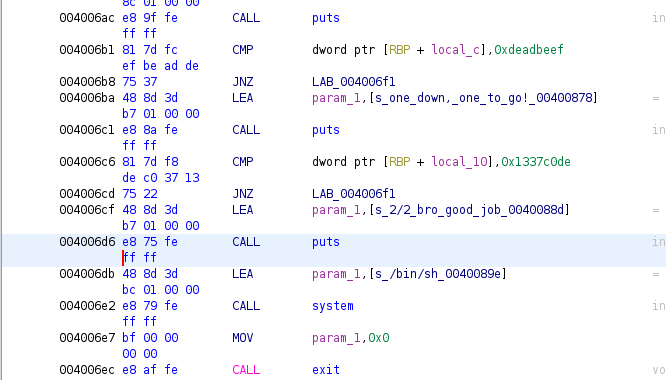 8c 01 00 00
004006ac e8 9f fe CALL puts in
ff ff
004006b1 81 7d fc CMP dword ptr [RBP + local_c],0xdeadbeef
ef be ad de
004006b8 75 37 JNZ LAB_004006f1
004006ba 48 8d 3d LEA param_1,[s_one_down,_one_to_go!_00400878] =
b7 01 00 00
004006c1 e8 8a fe CALL puts in
ff ff
004006c6 81 7d f8 CMP dword ptr [RBP + local_10],0x1337c0de
de c0 37 13
004006cd 75 22 JNZ LAB_004006f1
004006cf 48 8d 3d LEA param_1,[s_2/2_bro_good_job_0040088d] =
b7 01 00 00
004006d6 e8 75 fe CALL puts in
ff ff
004006db 48 8d 3d LEA param_1,[s_/bin/sh_0040089e] =
bc 01 00 00
004006e2 e8 79 fe CALL system in
ff ff
004006e7 bf 00 00 MOV param_1,0x0
00 00
004006ec e8 af fe CALL exit vo